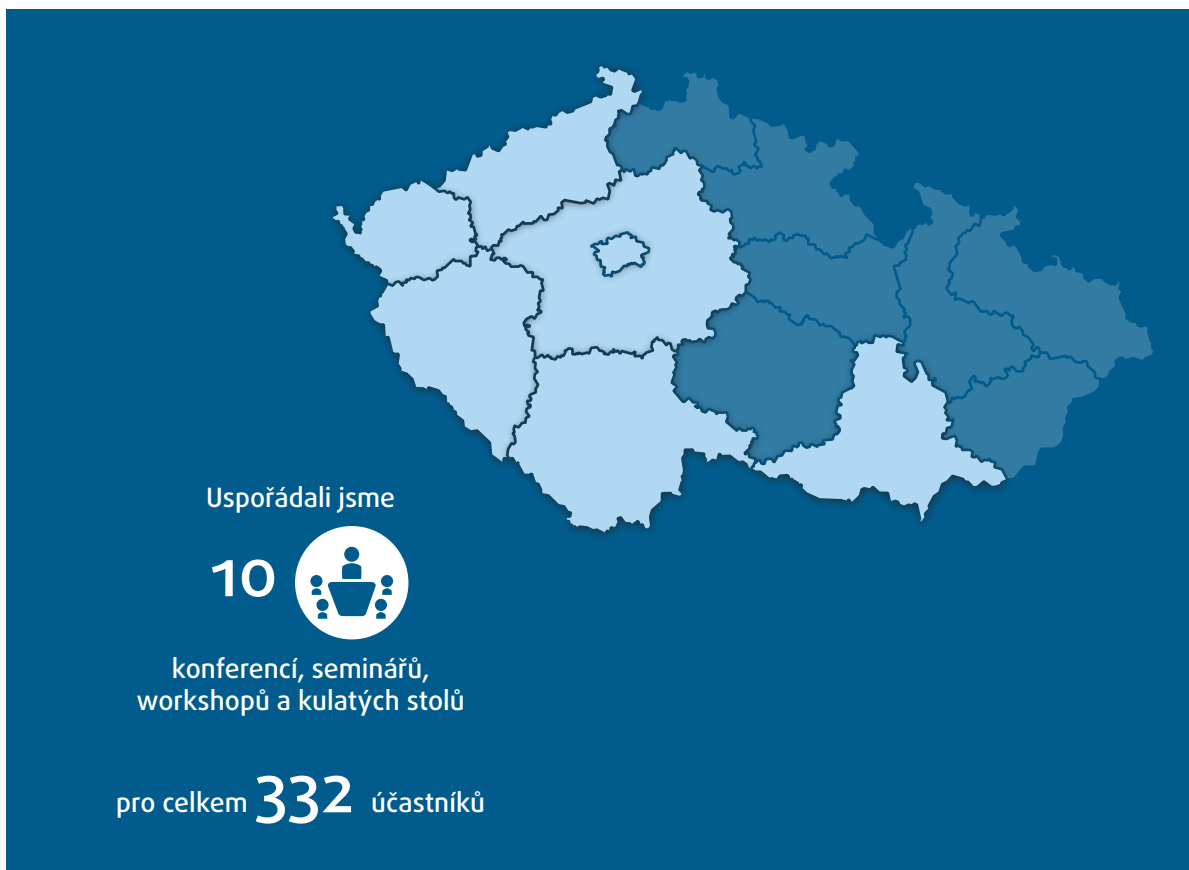 Uspořádali jsme
10
konferencí, seminářů,
workshopů a kulatých stolů
pro celkem 332 účastníků